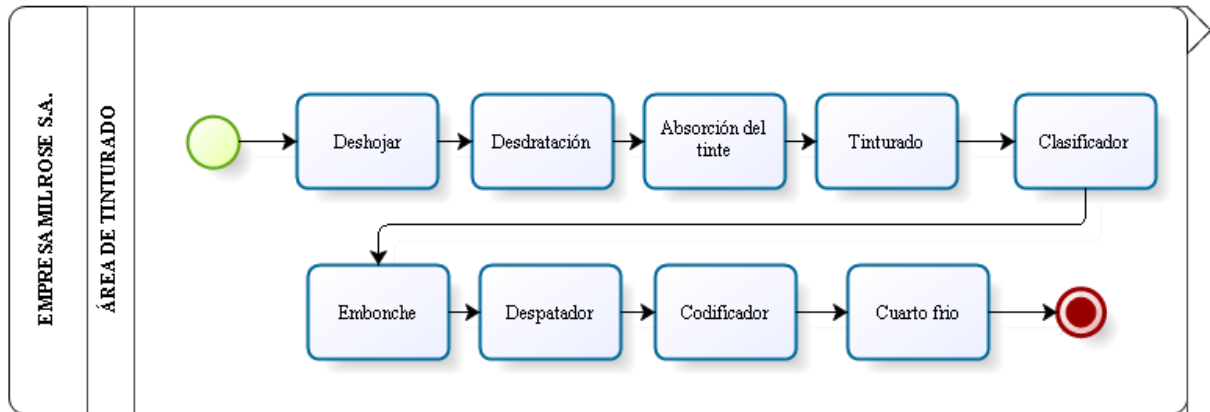 EMPRESA MILROSE S.A.
ÁREA DE TINTURADO
Deshojar
Desdratación
Absorción del
tinte
Tinturado
Clasificador
Embonche
Despatador
Codificador
Cuarto frio